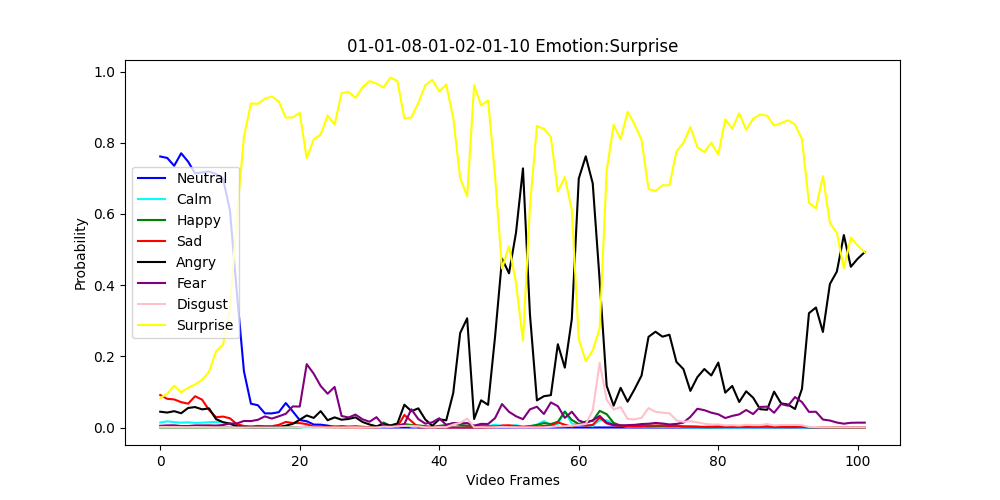 01-01-08-01-02-01-10 Emotion:Surprise
Probability
1.0
0.8
0.6
0.4
0.2
0.0
Neutral
Calm
Happy
Sad
Angry
Fear
Disgust
Surprise
0 20 40 60 80 100
Video Frames